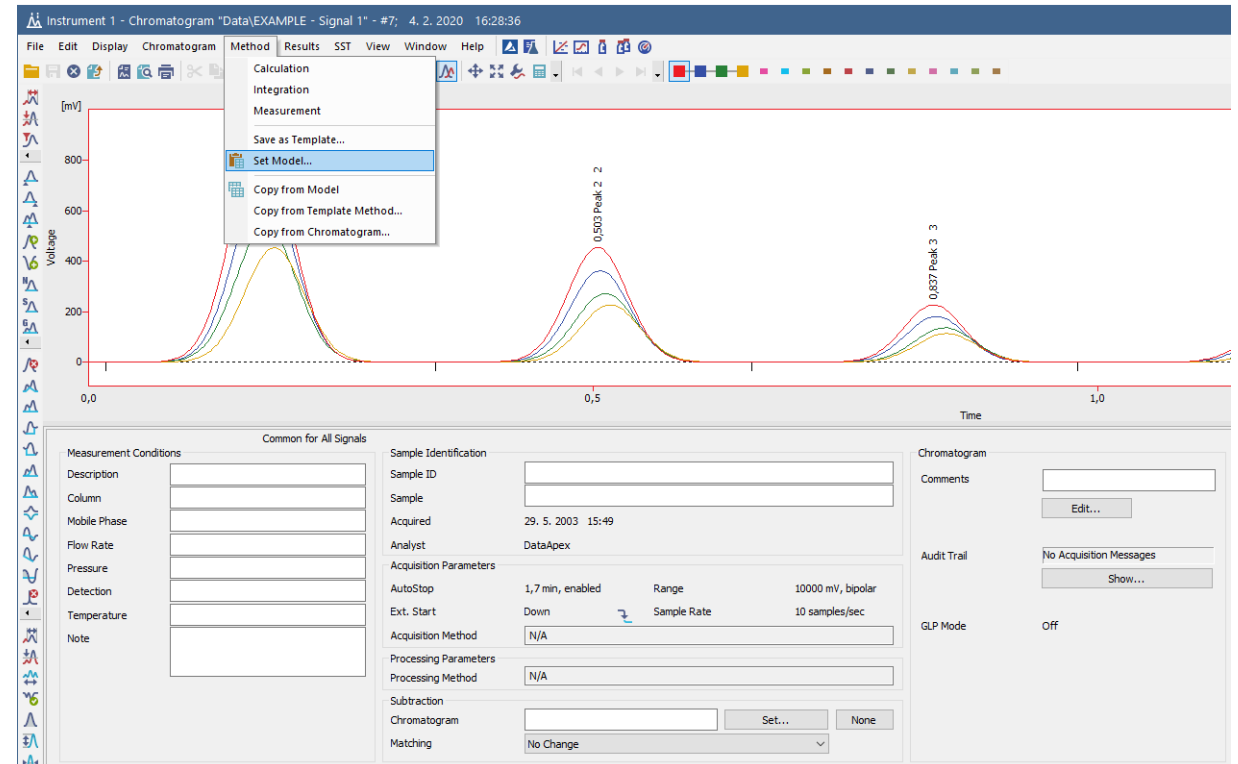 Instrument 1 - Chromatogram "Data\EXAMPLE - Signal 1" - #7; 4. 2. 2020 16:28:36
File Edit Display Chromatogram Method Results SST View Window Help
Calculation
Integration
Measurement
Save as Template...
Set Model...
Copy from Model
Copy from Template Method...
Copy from Chromatogram...
[mV]
800
600
400
200
0
Voltage
0,503 Peak 2 2 2
0,837 Peak 3 3 3
0,0
0,5
1,0
Time
Common for All Signals
Measurement Conditions
Description
Column
Mobile Phase
Flow Rate
Pressure
Detection
Temperature
Note
Sample Identification
Sample ID
Sample
Acquired 29. 5. 2003 15:49
Analyst DataApex
Acquisition Parameters
AutoStop 1,7 min, enabled Range 10000 mV, bipolar
Ext. Start Down Sample Rate 10 samples/sec
Acquisition Method N/A
Processing Parameters
Processing Method N/A
Subtraction
Chromatogram Set... None
Matching No Change
Chromatogram
Comments
Edit...
Audit Trail No Acquisition Messages
Show...
GLP Mode Off